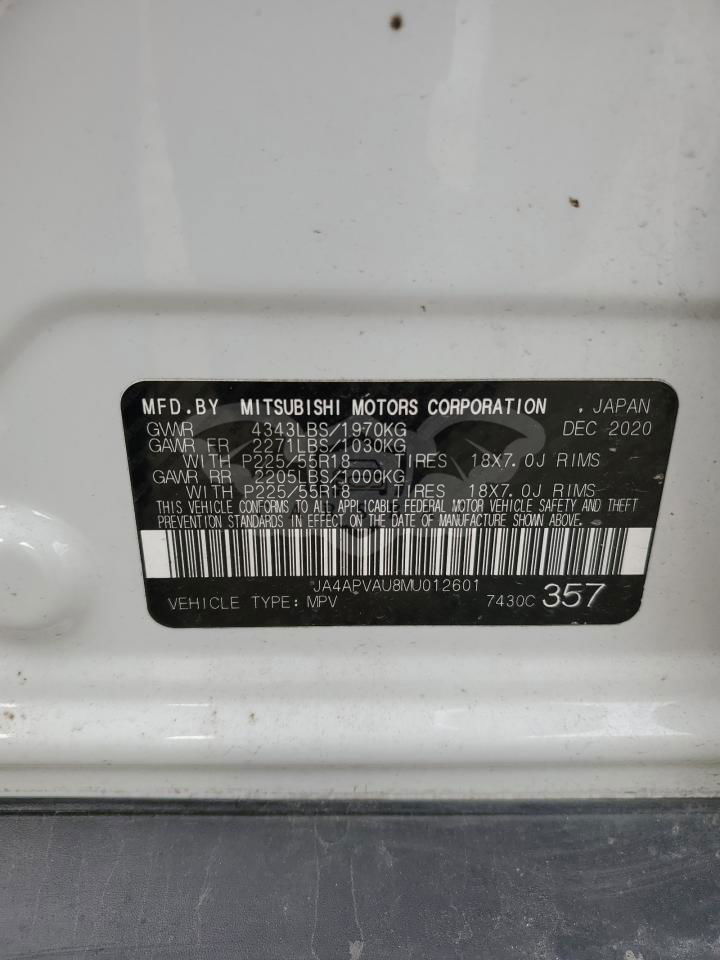 MFD.BY MITSUBISHI MOTORS CORPORATION , JAPAN
GVWR 4343LBS/1970KG DEC 2020
GAWR FR 2271LBS/1030KG
WITH P225/55R18 TIRES 18X7.0J RIMS
GAWR RR 2205LBS/1000KG
WITH P225/55R18 TIRES 18X7.0J RIMS
THIS VEHICLE CONFORMS TO ALL APPLICABLE FEDERAL MOTOR VEHICLE SAFETY AND THEFT
PREVENTION STANDARDS IN EFFECT ON THE DATE OF MANUFACTURE SHOWN ABOVE.
JA4APVAU8MU012601
VEHICLE TYPE: MPV 7430C 357